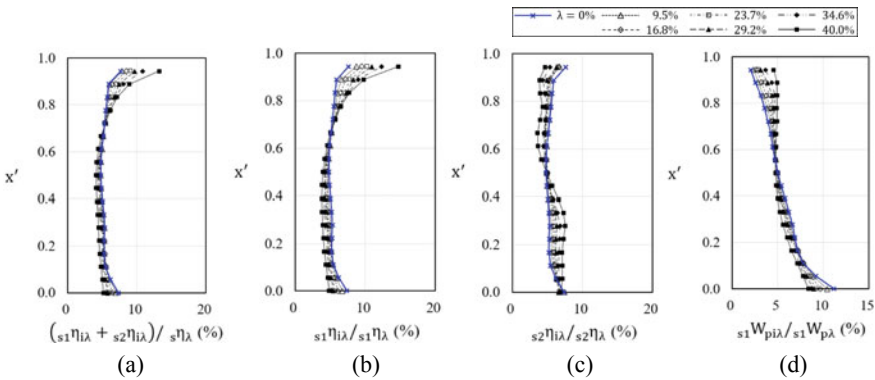 λ = 0% 9.5% 23.7% 34.6%
16.8% 29.2% 40.0%
1.0 1.0 1.0 1.0
0.8 0.8 0.8 0.8
x′ 0.6 x′ 0.6 x′ 0.6 x′ 0.6
0.4 0.4 0.4 0.4
0.2 0.2 0.2 0.2
0.0 0.0 0.0 0.0
0 10 20 0 10 20 0 10 20 0 5 10 15
(s1ηiλ + s2ηiλ)/ sηλ (%) s1ηiλ/s1ηλ (%) s2ηiλ/s2ηλ (%) s1Wpiλ/s1Wpλ (%)
(a) (b) (c) (d)